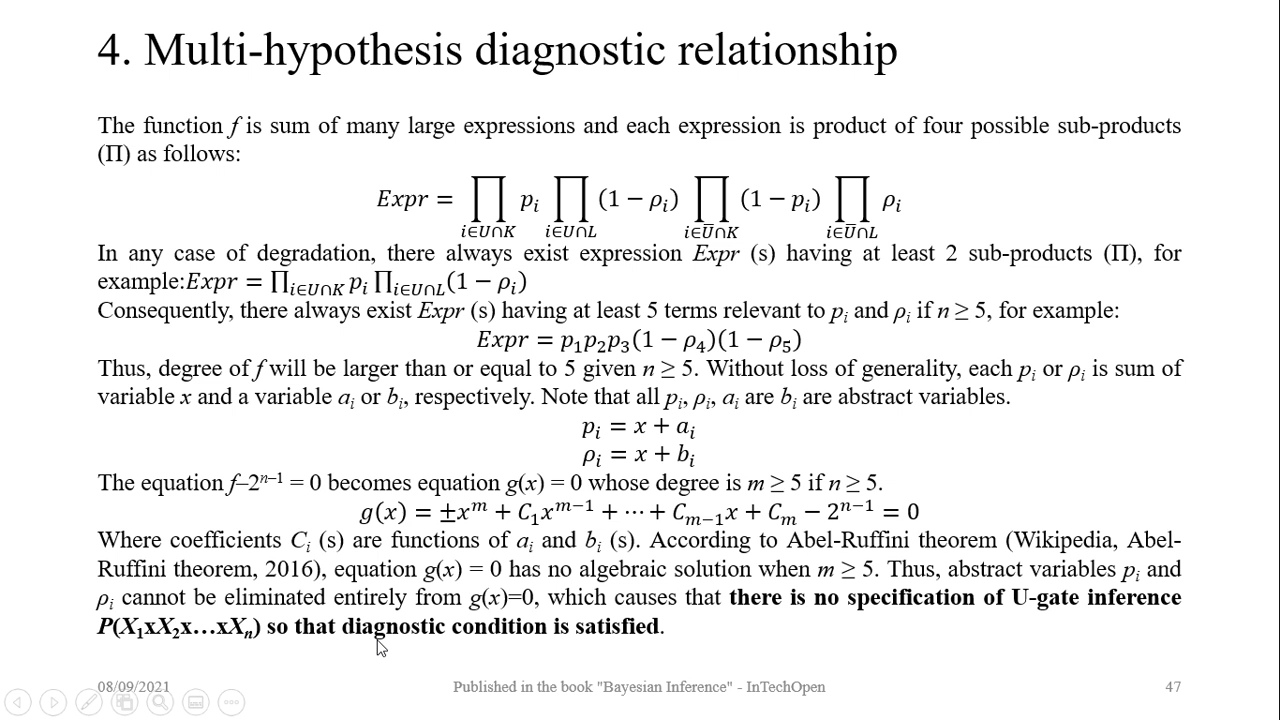 4. Multi-hypothesis diagnostic relationship
The function f is sum of many large expressions and each expression is product of four possible sub-products
(Π) as follows:
Expr = ∏_{i∈U∩K} p_i ∏_{i∈U∩L} (1 − ρ_i) ∏_{i∈U̅∩K} (1 − p_i) ∏_{i∈U̅∩L} ρ_i
In any case of degradation, there always exist expression Expr (s) having at least 2 sub-products (Π), for
example:Expr = ∏_{i∈U∩K} p_i ∏_{i∈U∩L}(1 − ρ_i)
Consequently, there always exist Expr (s) having at least 5 terms relevant to p_i and ρ_i if n ≥ 5, for example:
Expr = p_1p_2p_3(1 − ρ_4)(1 − ρ_5)
Thus, degree of f will be larger than or equal to 5 given n ≥ 5. Without loss of generality, each p_i or ρ_i is sum of
variable x and a variable a_i or b_i, respectively. Note that all p_i, ρ_i, a_i are b_i are abstract variables.
p_i = x + a_i
ρ_i = x + b_i
The equation f–2^{n–1} = 0 becomes equation g(x) = 0 whose degree is m ≥ 5 if n ≥ 5.
g(x) = ±x^m + C_1x^{m−1} + ⋯ + C_{m−1}x + C_m − 2^{n−1} = 0
Where coefficients C_i (s) are functions of a_i and b_i (s). According to Abel-Ruffini theorem (Wikipedia, Abel-
Ruffini theorem, 2016), equation g(x) = 0 has no algebraic solution when m ≥ 5. Thus, abstract variables p_i and
ρ_i cannot be eliminated entirely from g(x)=0, which causes that there is no specification of U-gate inference
P(X_1xX_2x…xX_n) so that diagnostic condition is satisfied.
08/09/2021
Published in the book "Bayesian Inference" - InTechOpen
47